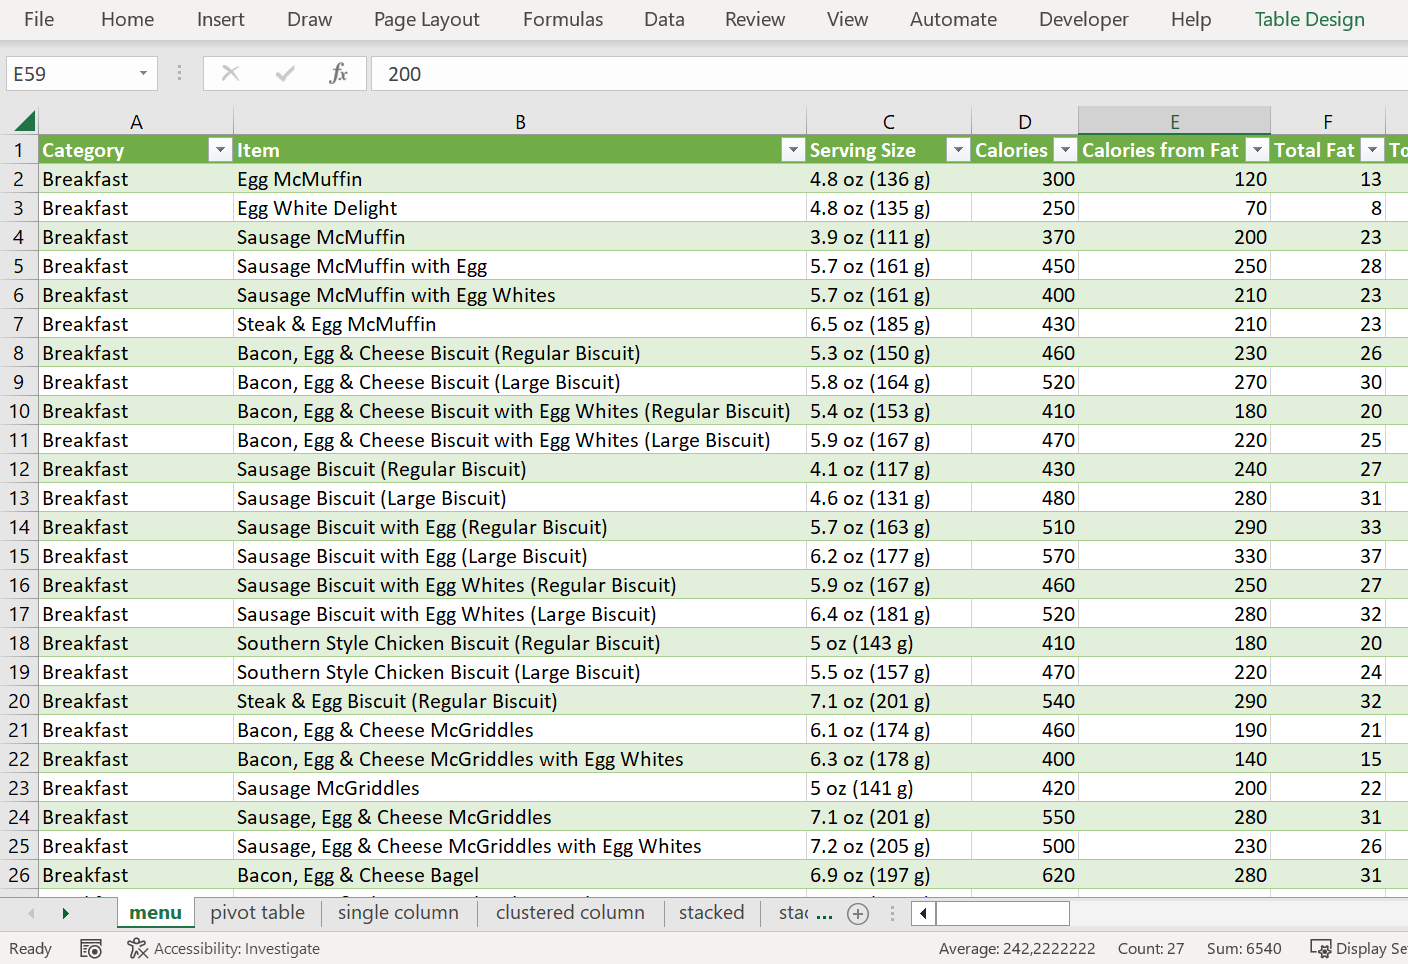 File Home Insert Draw Page Layout Formulas Data Review View Automate Developer Help Table Design
E59 fx 200
A B C D E F
1 Category Item Serving Size Calories Calories from Fat Total Fat To
2 Breakfast Egg McMuffin 4.8 oz (136 g) 300 120 13
3 Breakfast Egg White Delight 4.8 oz (135 g) 250 70 8
4 Breakfast Sausage McMuffin 3.9 oz (111 g) 370 200 23
5 Breakfast Sausage McMuffin with Egg 5.7 oz (161 g) 450 250 28
6 Breakfast Sausage McMuffin with Egg Whites 5.7 oz (161 g) 400 210 23
7 Breakfast Steak & Egg McMuffin 6.5 oz (185 g) 430 210 23
8 Breakfast Bacon, Egg & Cheese Biscuit (Regular Biscuit) 5.3 oz (150 g) 460 230 26
9 Breakfast Bacon, Egg & Cheese Biscuit (Large Biscuit) 5.8 oz (164 g) 520 270 30
10 Breakfast Bacon, Egg & Cheese Biscuit with Egg Whites (Regular Biscuit) 5.4 oz (153 g) 410 180 20
11 Breakfast Bacon, Egg & Cheese Biscuit with Egg Whites (Large Biscuit) 5.9 oz (167 g) 470 220 25
12 Breakfast Sausage Biscuit (Regular Biscuit) 4.1 oz (117 g) 430 240 27
13 Breakfast Sausage Biscuit (Large Biscuit) 4.6 oz (131 g) 480 280 31
14 Breakfast Sausage Biscuit with Egg (Regular Biscuit) 5.7 oz (163 g) 510 290 33
15 Breakfast Sausage Biscuit with Egg (Large Biscuit) 6.2 oz (177 g) 570 330 37
16 Breakfast Sausage Biscuit with Egg Whites (Regular Biscuit) 5.9 oz (167 g) 460 250 27
17 Breakfast Sausage Biscuit with Egg Whites (Large Biscuit) 6.4 oz (181 g) 520 280 32
18 Breakfast Southern Style Chicken Biscuit (Regular Biscuit) 5 oz (143 g) 410 180 20
19 Breakfast Southern Style Chicken Biscuit (Large Biscuit) 5.5 oz (157 g) 470 220 24
20 Breakfast Steak & Egg Biscuit (Regular Biscuit) 7.1 oz (201 g) 540 290 32
21 Breakfast Bacon, Egg & Cheese McGriddles 6.1 oz (174 g) 460 190 21
22 Breakfast Bacon, Egg & Cheese McGriddles with Egg Whites 6.3 oz (178 g) 400 140 15
23 Breakfast Sausage McGriddles 5 oz (141 g) 420 200 22
24 Breakfast Sausage, Egg & Cheese McGriddles 7.1 oz (201 g) 550 280 31
25 Breakfast Sausage, Egg & Cheese McGriddles with Egg Whites 7.2 oz (205 g) 500 230 26
26 Breakfast Bacon, Egg & Cheese Bagel 6.9 oz (197 g) 620 280 31
menu pivot table single column clustered column stacked stac ...
Ready Accessibility: Investigate Average: 242,2222222 Count: 27 Sum: 6540 Display Se